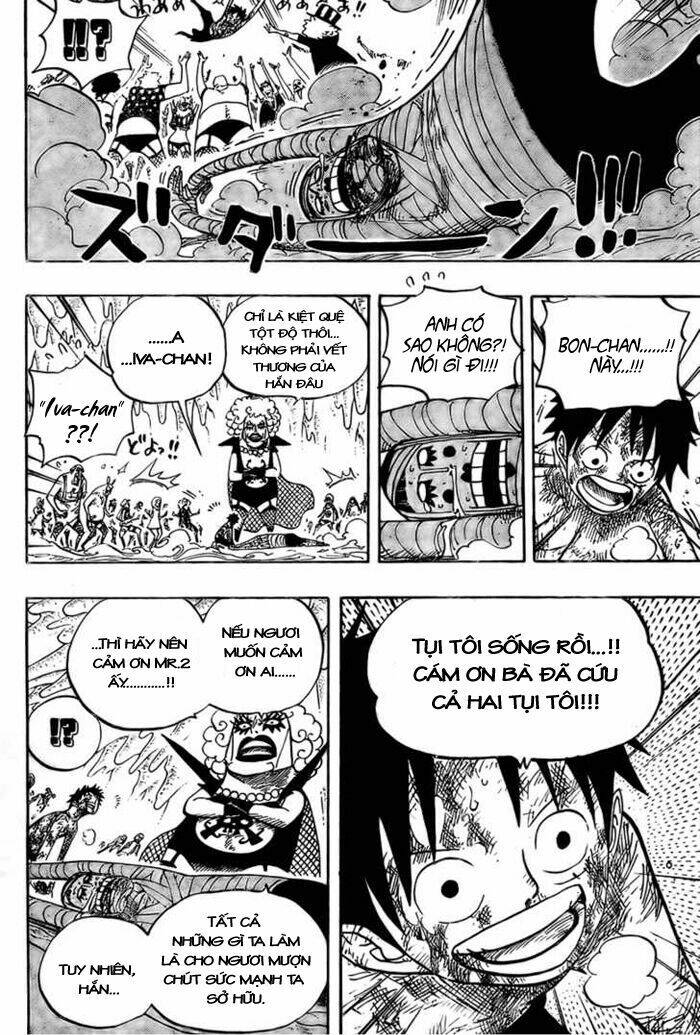 !!?
ズダーン!!!
BON-CHAN......!!
NÀY...!!!
ANH CÓ
SAO KHÔNG?!
NÓI GÌ ĐI!!!
CHỈ LÀ KIỆT QUỆ
TỘT ĐỘ THÔI...
KHÔNG PHẢI VẾT
THƯƠNG CỦA
HẮN ĐÂU
......A
...IVA-CHAN!
"Iva-chan"
??!
どよっ!!
TỤI TÔI SỐNG RỒI...!!
CÁM ƠN BÀ ĐÃ CỨU
CẢ HAI TỤI TÔI!!!
NẾU NGƯƠI
MUỐN CẢM
ƠN AI......
...THÌ HÃY NÊN
CẢM ƠN MR.2
ẤY............!!
!?
TẤT CẢ
NHỮNG GÌ TA LÀM
LÀ CHO NGƯƠI MƯỢN
CHÚT SỨC MẠNH TA
SỞ HỮU.
TUY NHIÊN,
HẮN...